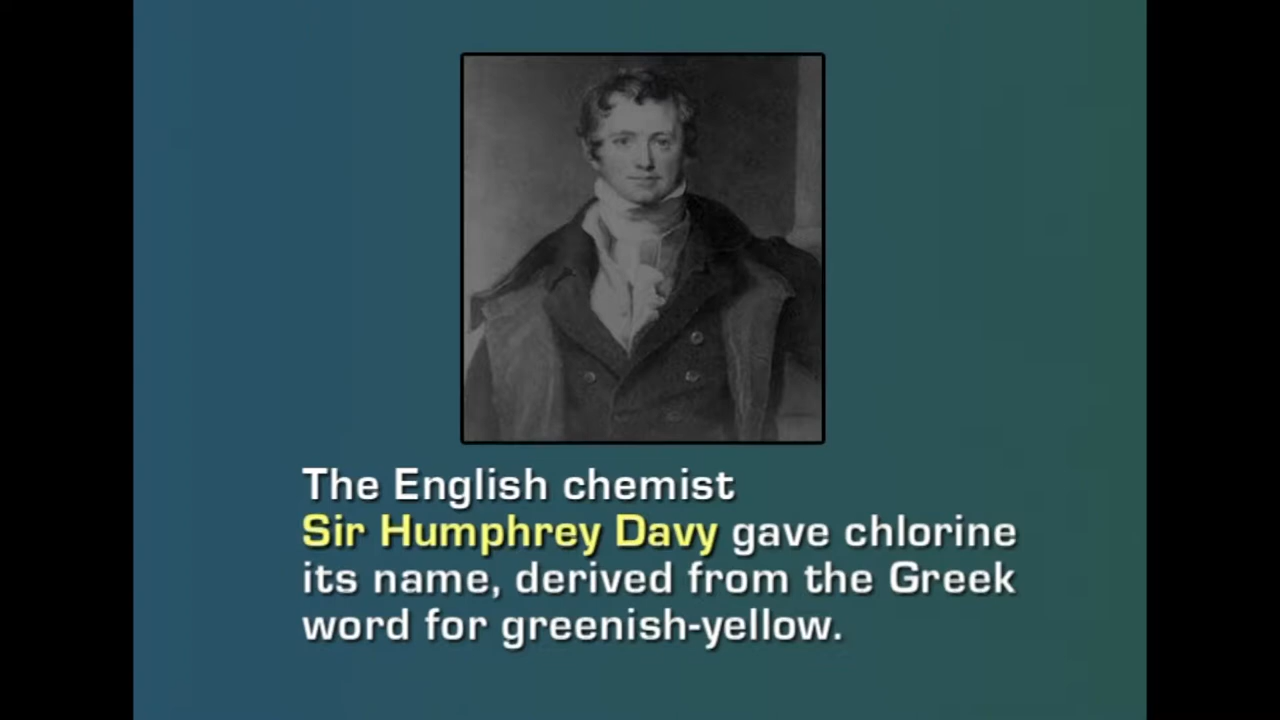 The English chemist
Sir Humphrey Davy gave chlorine
its name, derived from the Greek
word for greenish-yellow.